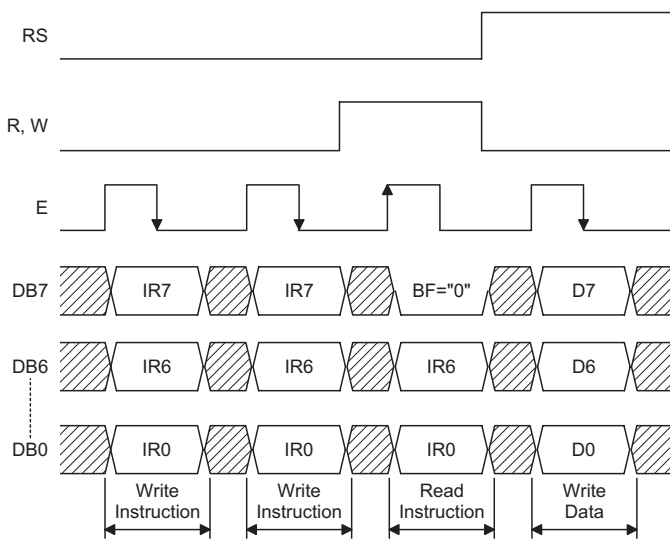 RS
R, W
E
DB7 IR7 IR7 BF="0" D7
DB6 IR6 IR6 IR6 D6
DB0 IR0 IR0 IR0 D0
Write Write Read Write
Instruction Instruction Instruction Data